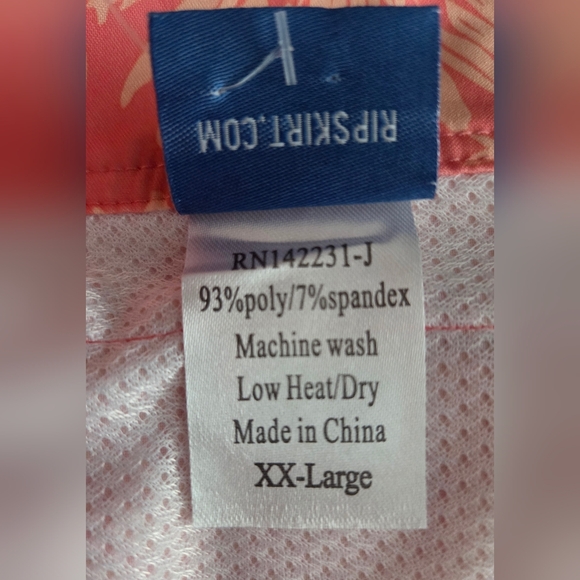 RIPSKIRT.COM
RN142231-J
93%poly/7%spandex
Machine wash
Low Heat/Dry
Made in China
XX-Large